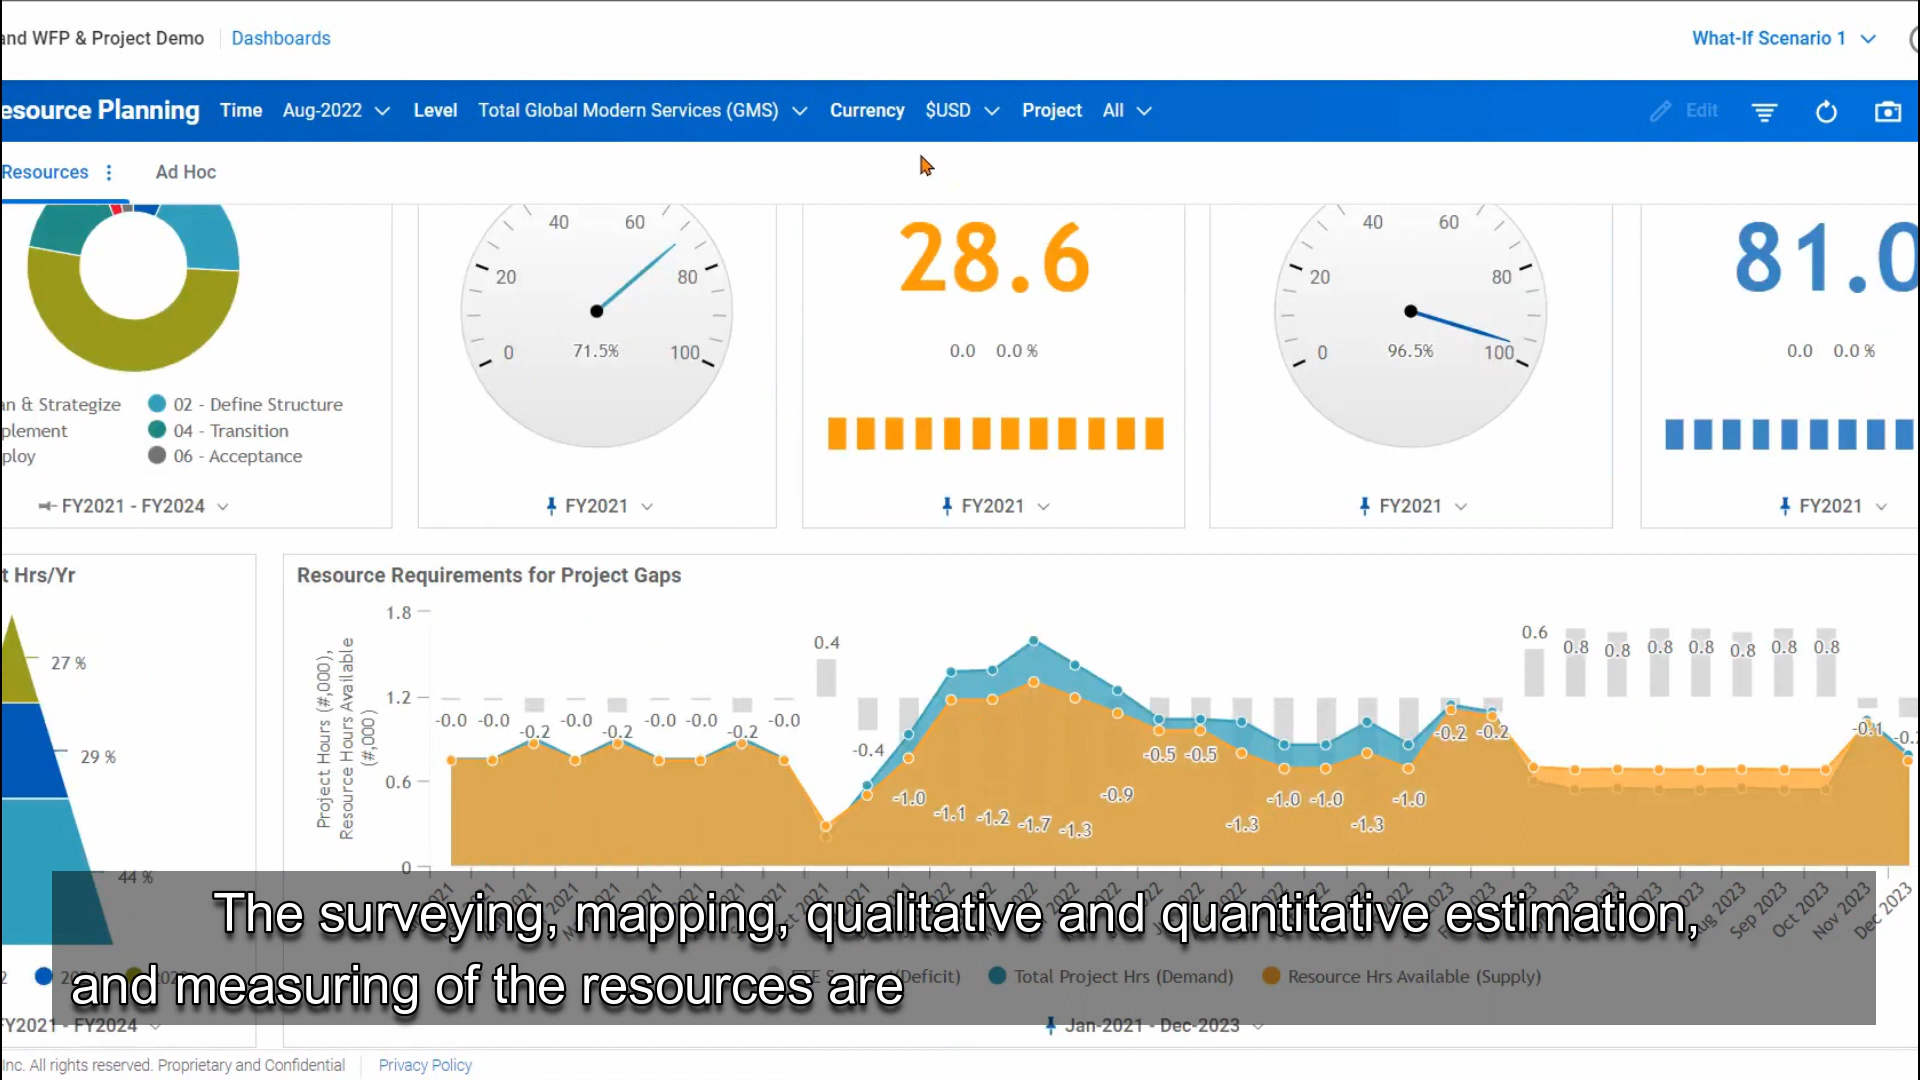 and WFP & Project Demo Dashboards What-If Scenario 1
esource Planning Time Aug-2022 Level Total Global Modern Services (GMS) Currency $USD Project All Edit
Resources Ad Hoc
40 60
20 80
0 71.5% 100
28.6
0.0 0.0 %
40 60
20 80
0 96.5% 100
81.0
0.0 0.0 %
an & Strategize 02 - Define Structure
plement 04 - Transition
ploy 06 - Acceptance
FY2021 - FY2024 FY2021 FY2021 FY2021 FY2021
t Hrs/Yr
27 %
29 %
44 %
FY2021 - FY2024
Resource Requirements for Project Gaps
Project Hours (#,000),
Resource Hours Available
(#,000)
1.8
1.2
0.6
0
-0.0 -0.0 -0.2 -0.0 -0.2 -0.0 -0.0 -0.2 -0.0 0.4 -0.4 -1.0 -1.1 -1.2 -1.7 -1.3 -0.9 -0.5 -0.5 -1.3 -1.0 -1.0 -1.3 -1.0 -0.2 -0.2 0.6 0.8 0.8 0.8 0.8 0.8 0.8 0.8 -0.1
Sep 2023 Oct 2023 Nov 2023 Dec 2023
The surveying, mapping, qualitative and quantitative estimation,
and measuring of the resources are
(Deficit) Total Project Hrs (Demand) Resource Hrs Available (Supply)
Jan-2021 - Dec-2023
Inc. All rights reserved. Proprietary and Confidential Privacy Policy